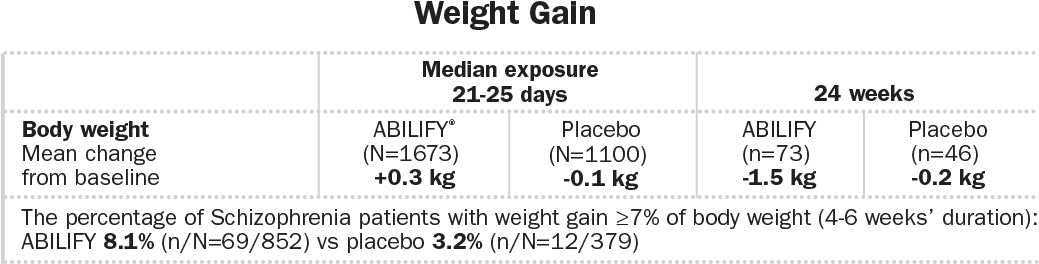 Weight Gain
Median exposure
21-25 days
24 weeks
Body weight
Mean change
from baseline
ABILIFY®
(N=1673)
+0.3 kg
Placebo
(N=1100)
-0.1 kg
ABILIFY
(n=73)
-1.5 kg
Placebo
(n=46)
-0.2 kg
The percentage of Schizophrenia patients with weight gain ≥7% of body weight (4-6 weeks’ duration):
ABILIFY 8.1% (n/N=69/852) vs placebo 3.2% (n/N=12/379)